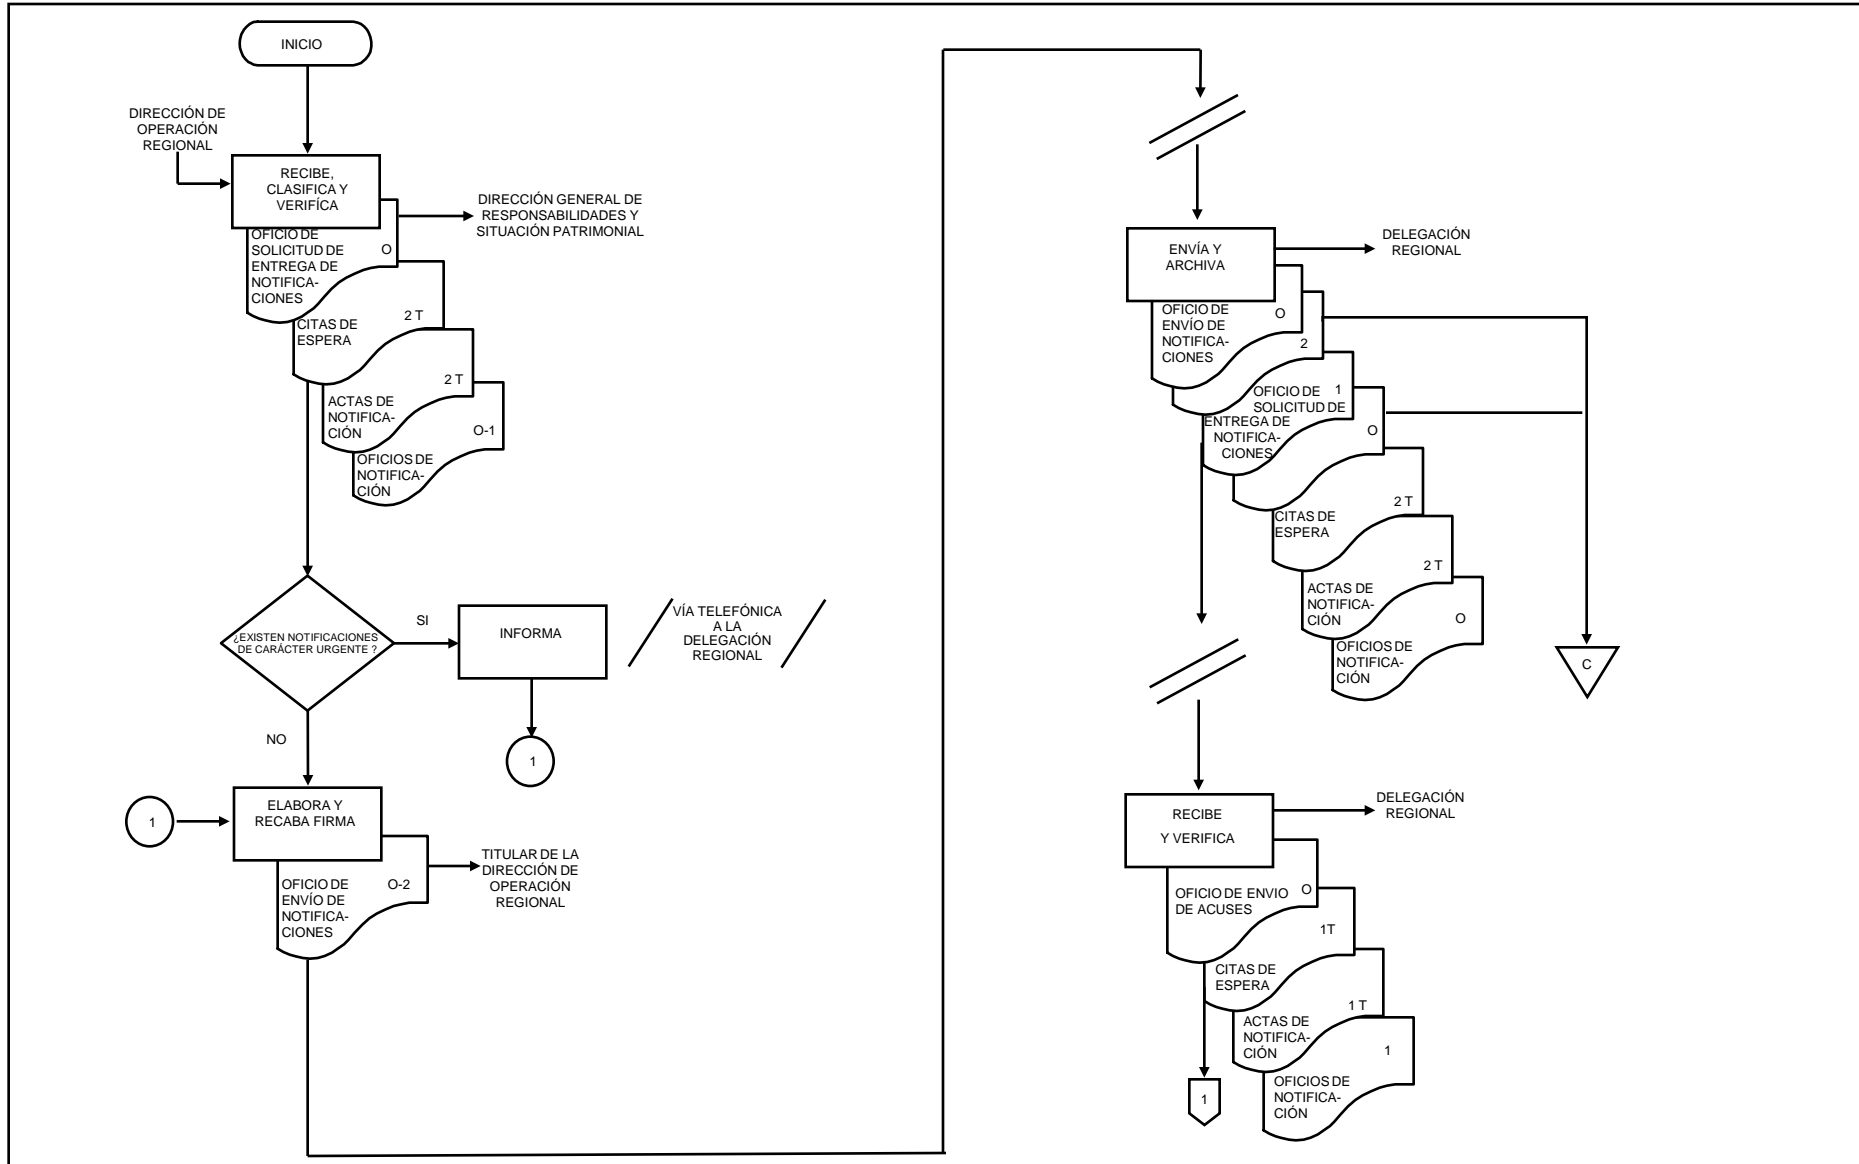 INICIO
DIRECCIÓN DE
OPERACIÓN
REGIONAL
RECIBE,
CLASIFICA Y
VERIFÍCA
DIRECCIÓN GENERAL DE
RESPONSABILIDADES Y
SITUACIÓN PATRIMONIAL
OFICIO DE
SOLICITUD DE
ENTREGA DE
NOTIFICA-
CIONES
O
CITAS DE
ESPERA
2 T
ACTAS DE
NOTIFICA-
CIÓN
2 T
OFICIOS DE
NOTIFICA-
CIÓN
O-1
¿EXISTEN NOTIFICACIONES
DE CARÁCTER URGENTE ?
SI
INFORMA
VÍA TELEFÓNICA
A LA
DELEGACIÓN
REGIONAL
1
NO
1
ELABORA Y
RECABA FIRMA
OFICIO DE
ENVÍO DE
NOTIFICA-
CIONES
O-2
TITULAR DE LA
DIRECCIÓN DE
OPERACIÓN
REGIONAL
ENVÍA Y
ARCHIVA
DELEGACIÓN
REGIONAL
OFICIO DE
ENVÍO DE
NOTIFICA-
CIONES
O
2
OFICIO DE
SOLICITUD DE
ENTREGA DE
NOTIFICA-
CIONES
1
O
CITAS DE
ESPERA
2 T
ACTAS DE
NOTIFICA-
CIÓN
2 T
OFICIOS DE
NOTIFICA-
CIÓN
O
C
RECIBE
Y VERIFICA
DELEGACIÓN
REGIONAL
OFICIO DE ENVIO
DE ACUSES
O
CITAS DE
ESPERA
1T
ACTAS DE
NOTIFICA-
CIÓN
1 T
OFICIOS DE
NOTIFICA-
CIÓN
1
1